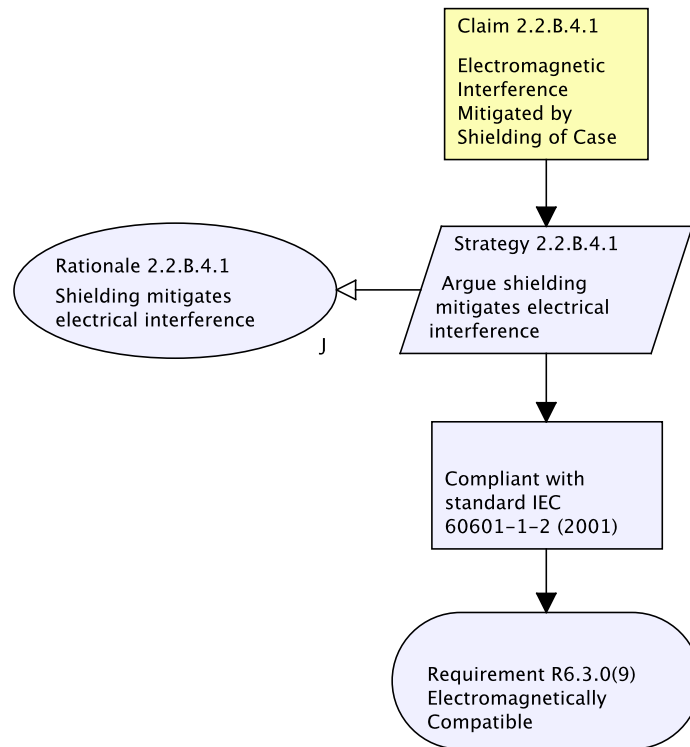 Claim 2.2.B.4.1
Electromagnetic
Interference
Mitigated by
Shielding of Case
Strategy 2.2.B.4.1
Argue shielding
mitigates electrical
interference
Rationale 2.2.B.4.1
Shielding mitigates
electrical interference
J
Compliant with
standard IEC
60601-1-2 (2001)
Requirement R6.3.0(9)
Electromagnetically
Compatible